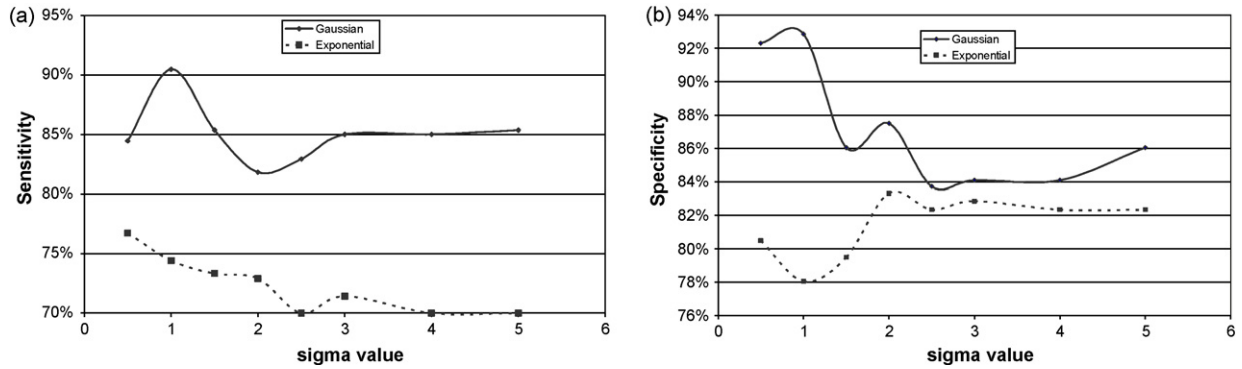 (a)
95%
90%
85%
80%
75%
70%
Sensitivity
Gaussian
Exponential
0 1 2 3 4 5 6
sigma value
(b)
94%
92%
90%
88%
86%
84%
82%
80%
78%
76%
Specificity
Gaussian
Exponential
0 1 2 3 4 5 6
sigma value